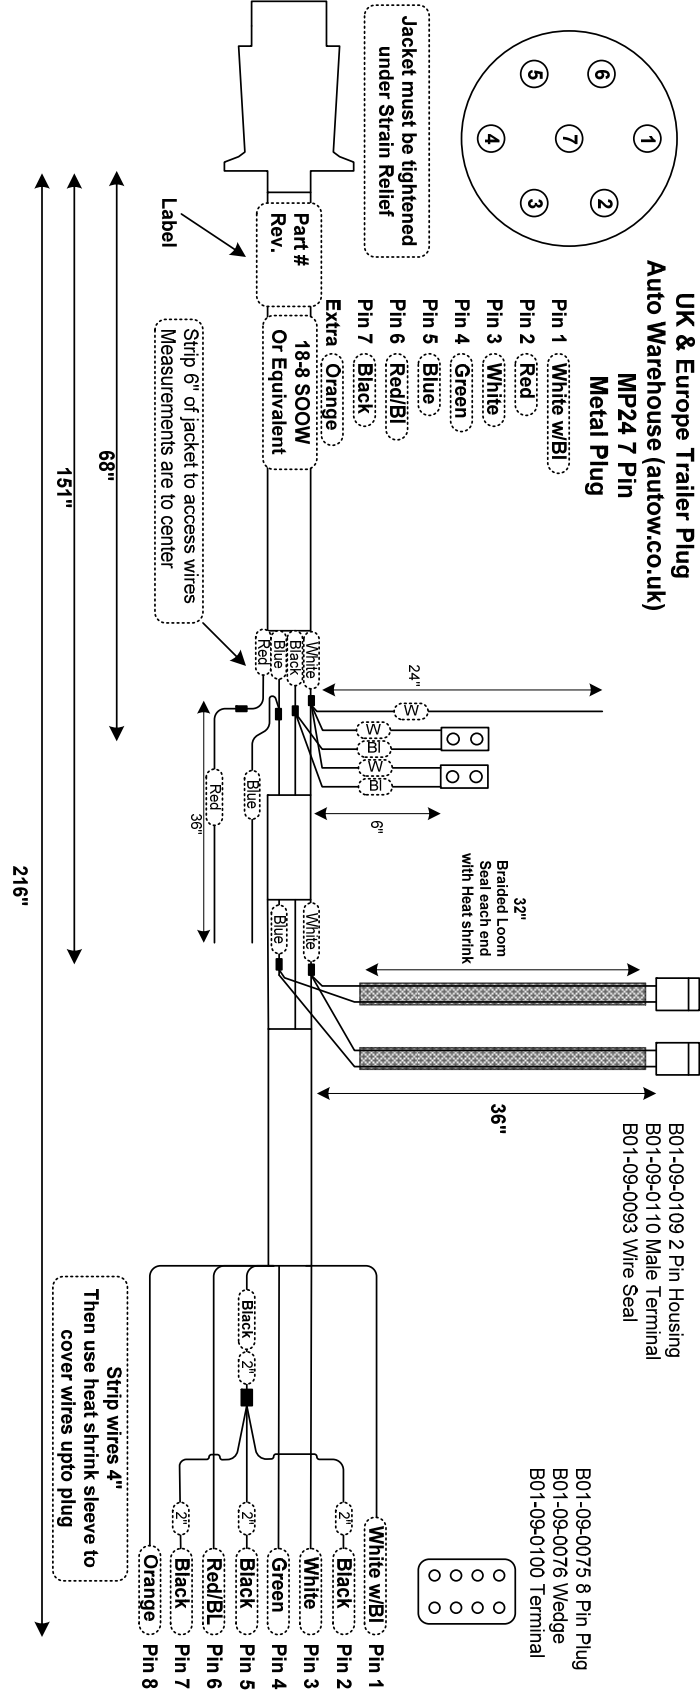 UK & Europe Trailer Plug
Auto Warehouse (autow.co.uk)
MP24 7 Pin
Metal Plug
1
2
3
4
5
6
7
Jacket must be tightened
under Strain Relief
Pin 1 White w/Bl
Pin 2 Red
Pin 3 White
Pin 4 Green
Pin 5 Blue
Pin 6 Red/Bl
Pin 7 Black
Extra Orange
Part #
Rev.
Label
18-8 SOOW
Or Equivalent
Strip 6" of jacket to access wires
Measurements are to center
68"
151"
216"
White
Black
Blue
Red
24"
W
W
Bl
W
Bl
6"
Blue
Red
36"
32"
Braided Loom
Seal each end
with Heat shrink
White
Blue
36"
B01-09-0109 2 Pin Housing
B01-09-0110 Male Terminal
B01-09-0093 Wire Seal
B01-09-0075 8 Pin Plug
B01-09-0076 Wedge
B01-09-0100 Terminal
Black 2"
2"
2"
2"
White w/Bl Pin 1
Black Pin 2
White Pin 3
Green Pin 4
Black Pin 5
Red/BL Pin 6
Black Pin 7
Orange Pin 8
Strip wires 4"
Then use heat shrink sleeve to
cover wires upto plug